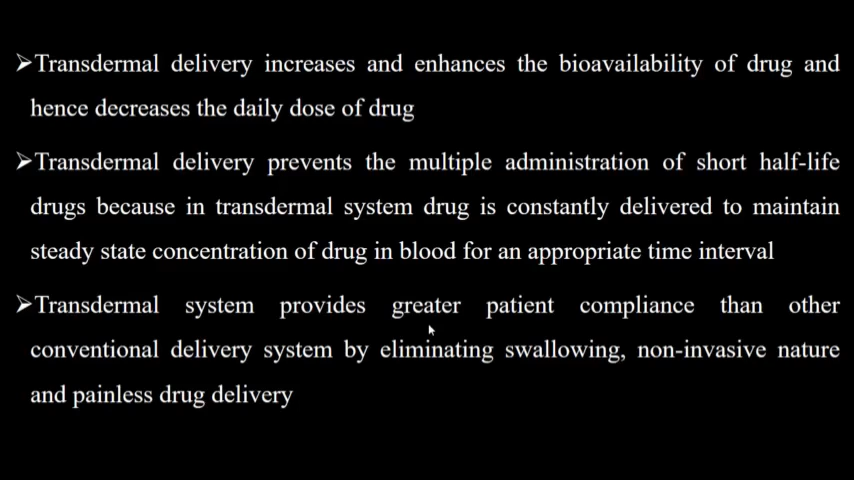 ➢Transdermal delivery increases and enhances the bioavailability of drug and
hence decreases the daily dose of drug
➢Transdermal delivery prevents the multiple administration of short half-life
drugs because in transdermal system drug is constantly delivered to maintain
steady state concentration of drug in blood for an appropriate time interval
➢Transdermal system provides greater patient compliance than other
conventional delivery system by eliminating swallowing, non-invasive nature
and painless drug delivery